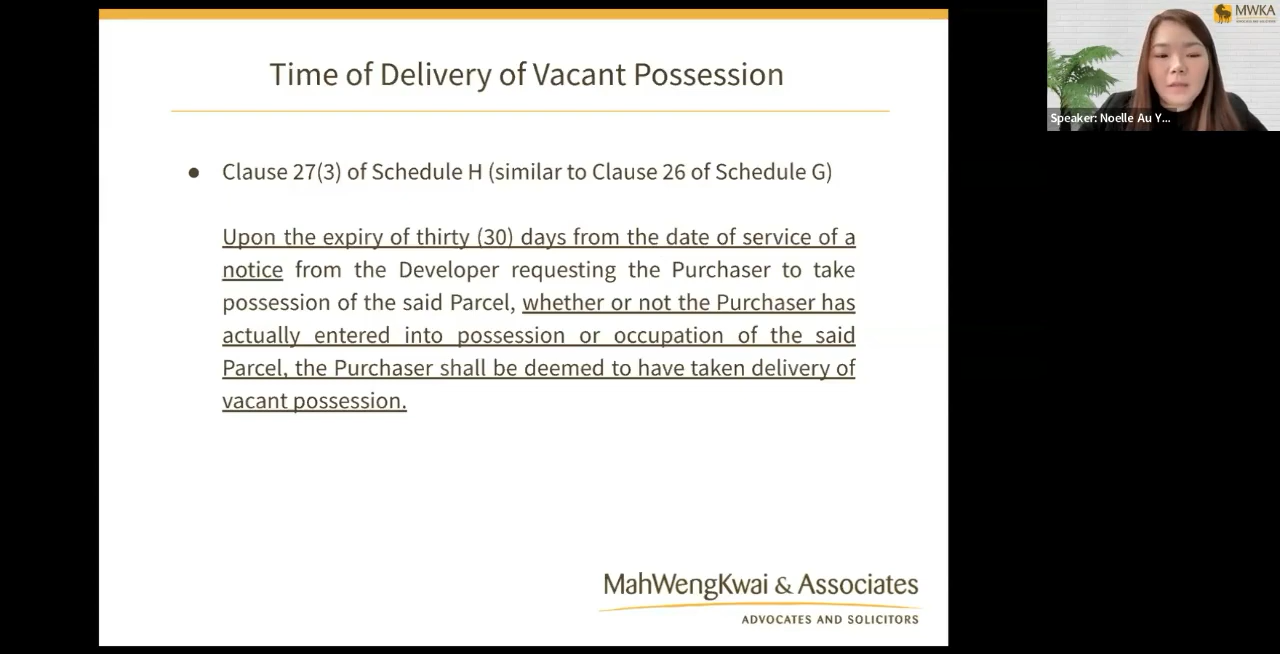 Time of Delivery of Vacant Possession
● Clause 27(3) of Schedule H (similar to Clause 26 of Schedule G)
Upon the expiry of thirty (30) days from the date of service of a
notice from the Developer requesting the Purchaser to take
possession of the said Parcel, whether or not the Purchaser has
actually entered into possession or occupation of the said
Parcel, the Purchaser shall be deemed to have taken delivery of
vacant possession.
MahWengKwai & Associates
ADVOCATES AND SOLICITORS
MWKA
Speaker: Noelle Au Y...